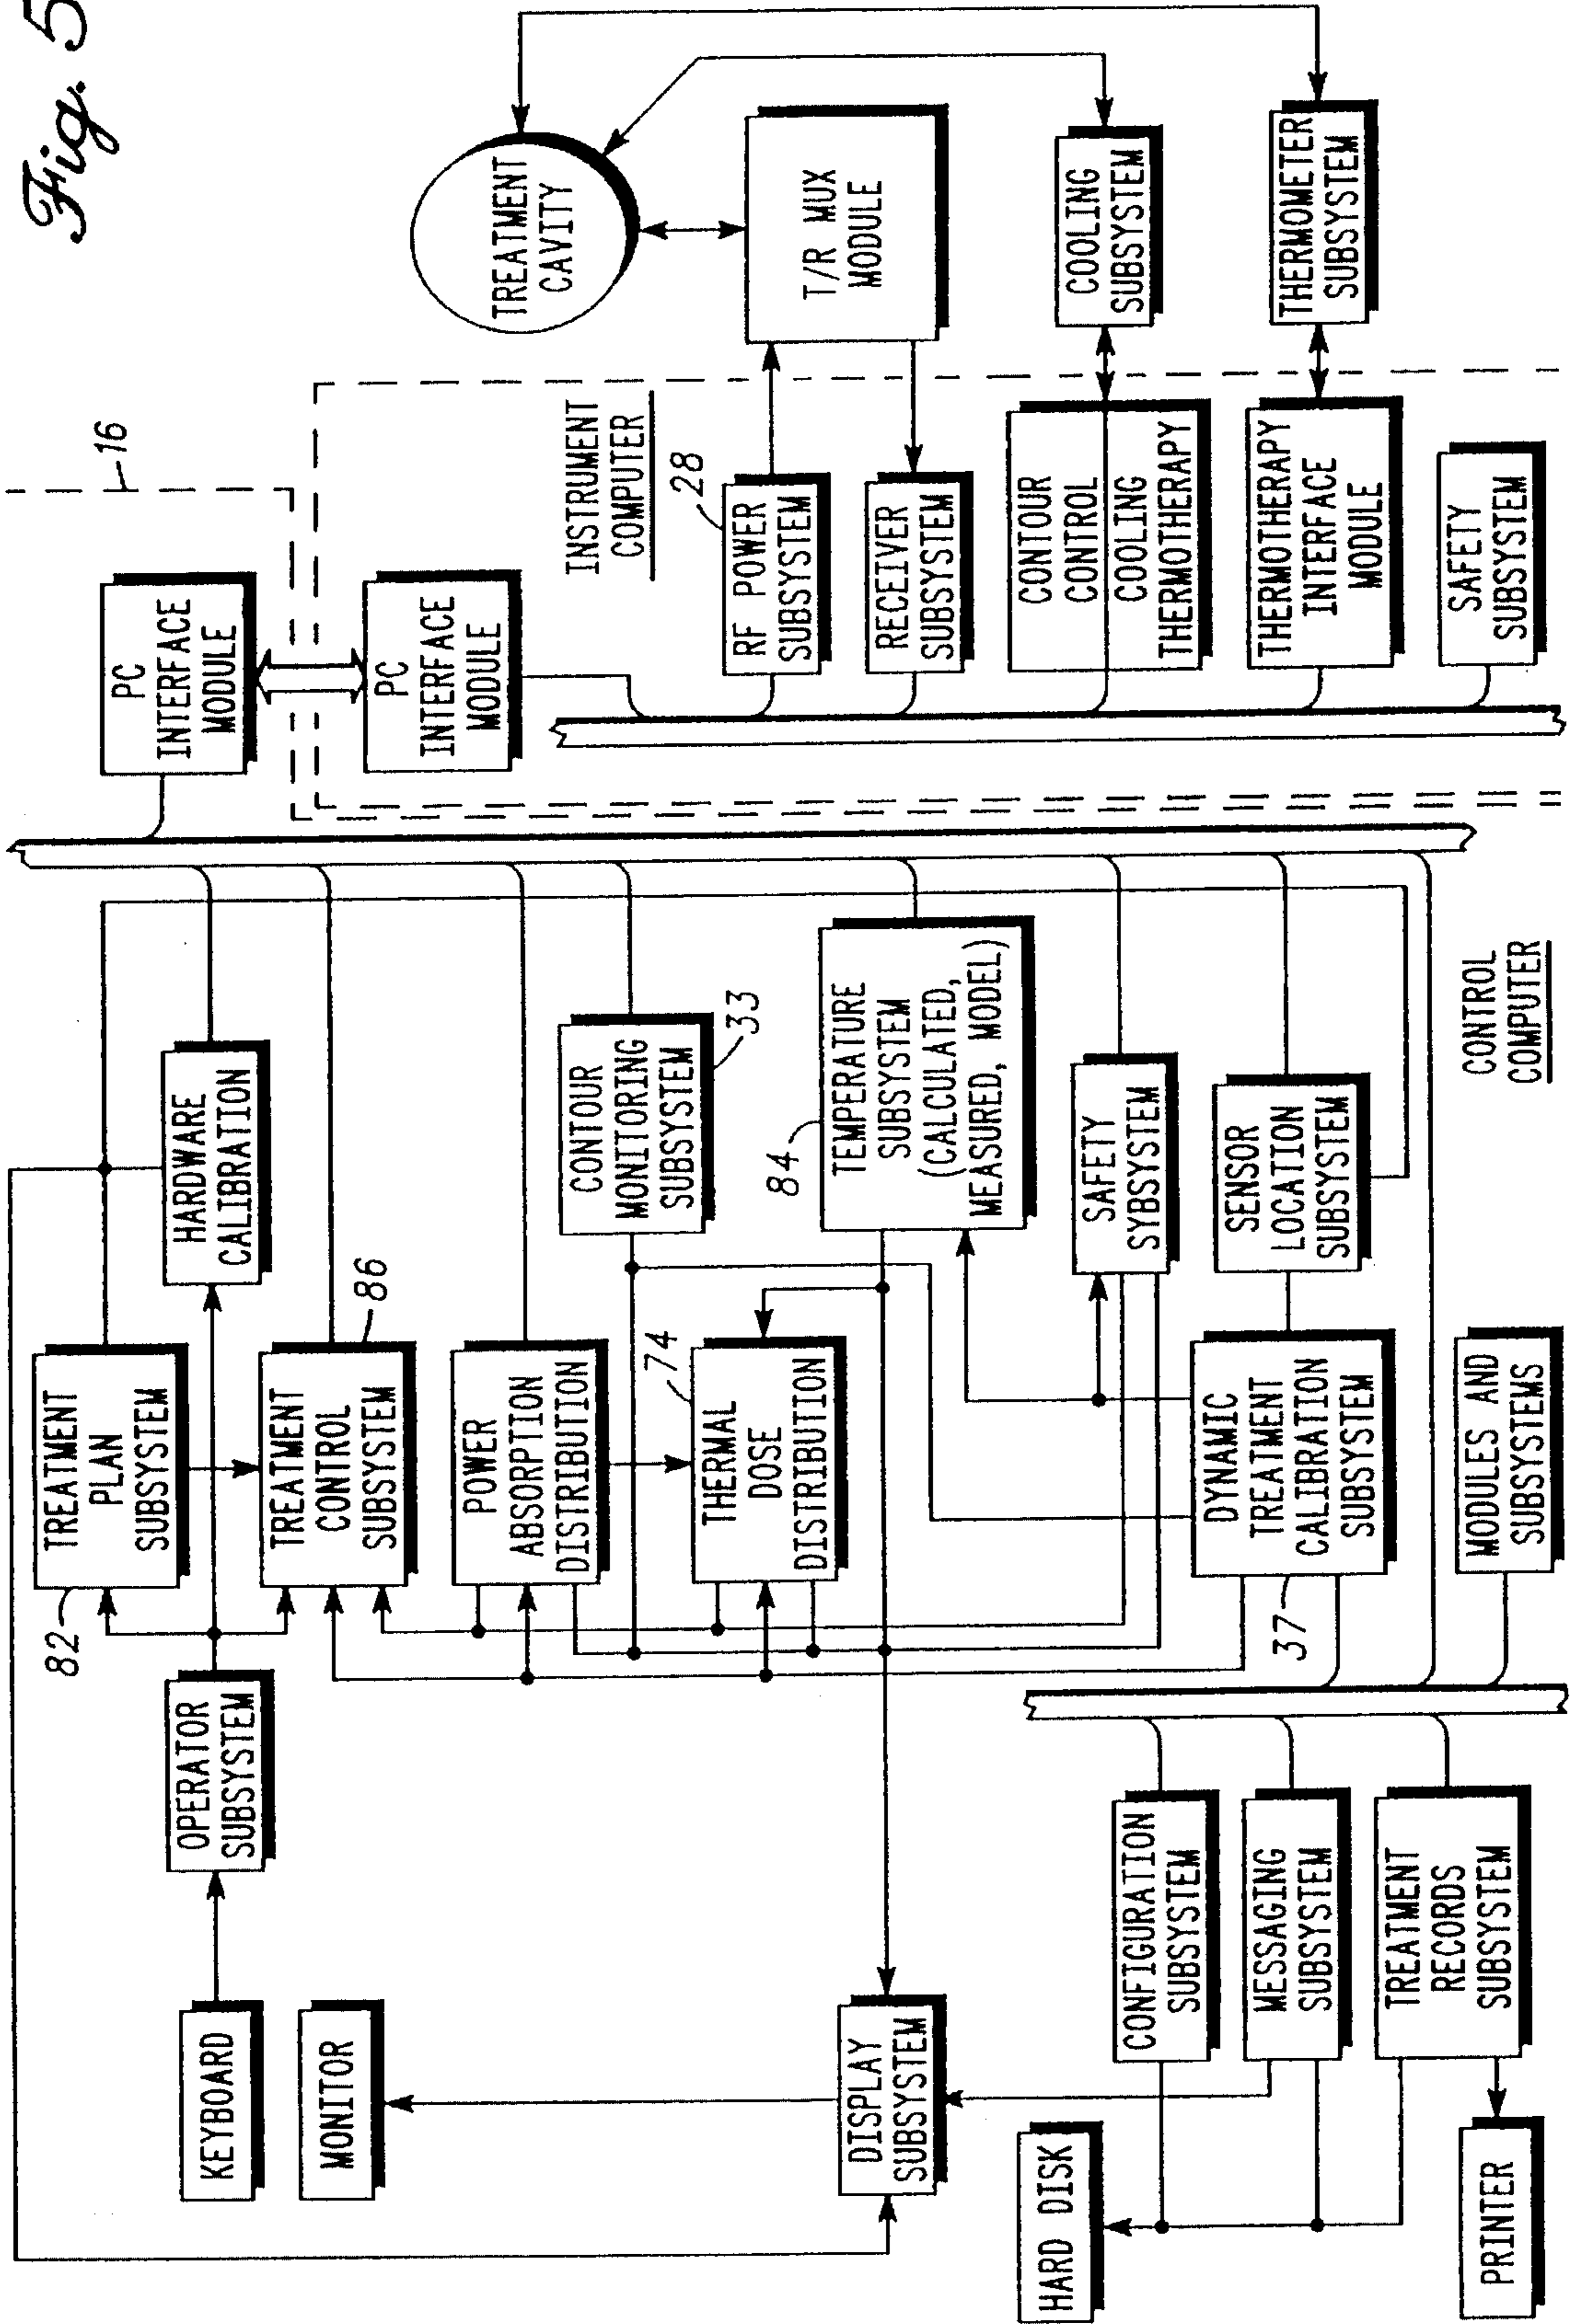 Fig. 5
KEYBOARD
MONITOR
OPERATOR
SUBSYSTEM
82
TREATMENT
PLAN
SUBSYSTEM
HARDWARE
CALIBRATION
TREATMENT
CONTROL
SUBSYSTEM
86
POWER
ABSORPTION
DISTRIBUTION
CONTOUR
MONITORING
SUBSYSTEM
33
74
THERMAL
DOSE
DISTRIBUTION
84
TEMPERATURE
SUBSYSTEM
(CALCULATED,
MEASURED, MODEL)
DISPLAY
SUBSYSTEM
SAFETY
SYBSYSTEM
SENSOR
LOCATION
SUBSYSTEM
DYNAMIC
TREATMENT
CALIBRATION
SUBSYSTEM
37
MODULES AND
SUBSYSTEMS
CONTROL
COMPUTER
HARD DISK
CONFIGURATION
SUBSYSTEM
MESSAGING
SUBSYSTEM
TREATMENT
RECORDS
SUBSYSTEM
PRINTER
PC
INTERFACE
MODULE
16
PC
INTERFACE
MODULE
INSTRUMENT
COMPUTER
28
RF POWER
SUBSYSTEM
RECEIVER
SUBSYSTEM
CONTOUR
CONTROL
COOLING
THERMOTHERAPY
THERMOTHERAPY
INTERFACE
MODULE
SAFETY
SUBSYSTEM
TREATMENT
CAVITY
T/R MUX
MODULE
COOLING
SUBSYSTEM
THERMOMETER
SUBSYSTEM